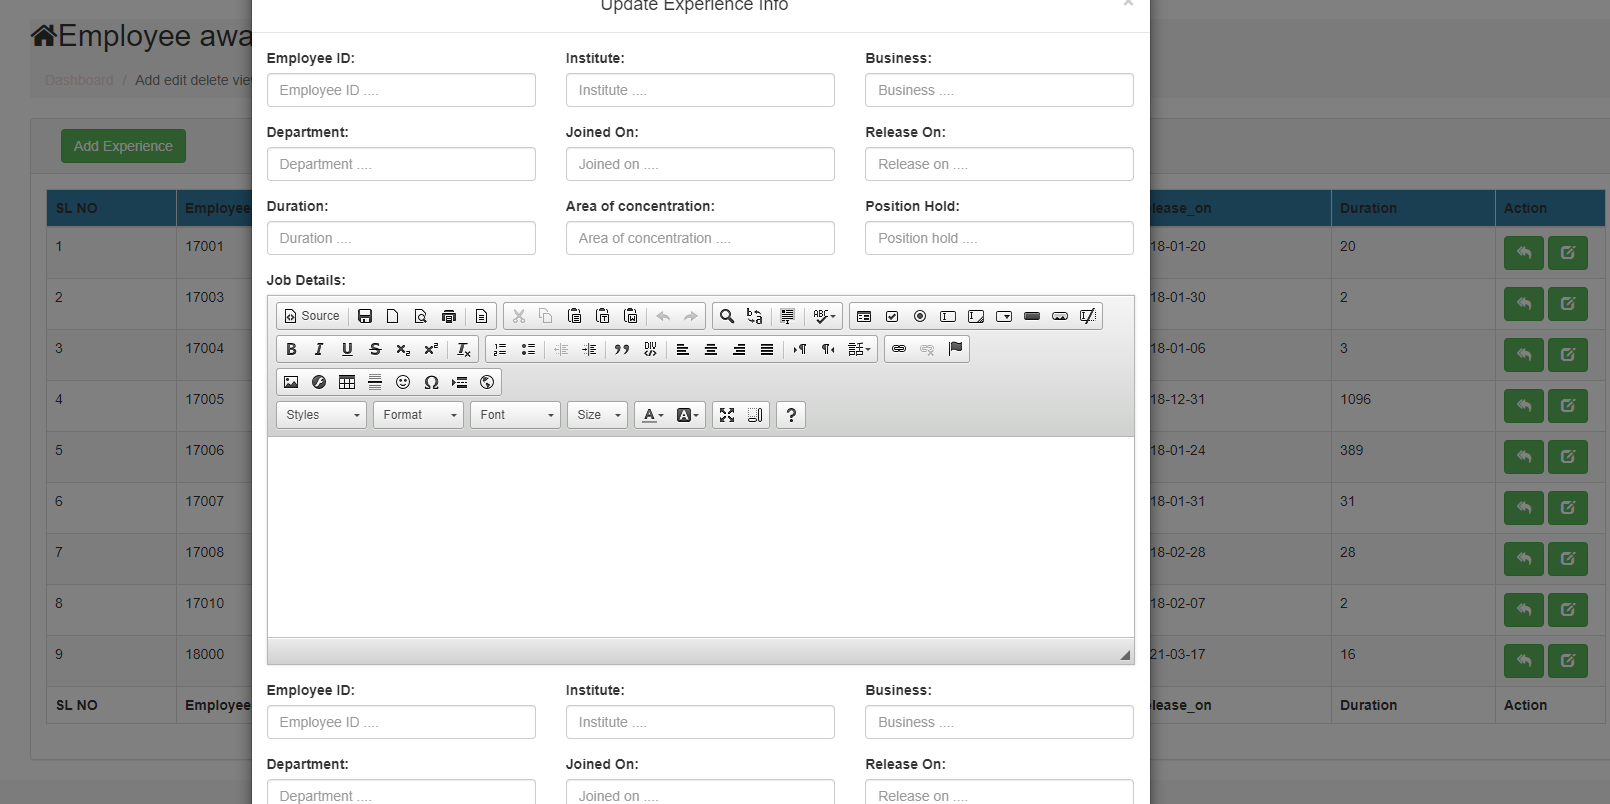 Update Experience Info ×
Employee awa
Dashboard / Add edit delete vie
Add Experience
Employee ID: Institute: Business:
Employee ID .... Institute .... Business ....
Department: Joined On: Release On:
Department .... Joined on .... Release on ....
Duration: Area of concentration: Position Hold:
Duration .... Area of concentration .... Position hold ....
Job Details:
Source
B I U S x₂ x² Tx
Styles Format Font Size A A ?
SL NO Employee lease_on Duration Action
1 17001 18-01-20 20
2 17003 18-01-30 2
3 17004 18-01-06 3
4 17005 18-12-31 1096
5 17006 18-01-24 389
6 17007 18-01-31 31
7 17008 18-02-28 28
8 17010 18-02-07 2
9 18000 21-03-17 16
SL NO Employee lease_on Duration Action
Employee ID: Institute: Business:
Employee ID .... Institute .... Business ....
Department: Joined On: Release On:
Department .... Joined on .... Release on ....